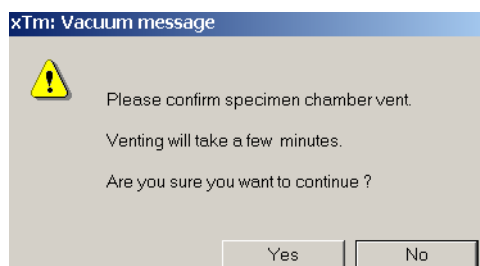 xTm: Vacuum message
Please confirm specimen chamber vent.
Venting will take a few minutes.
Are you sure you want to continue ?
Yes No